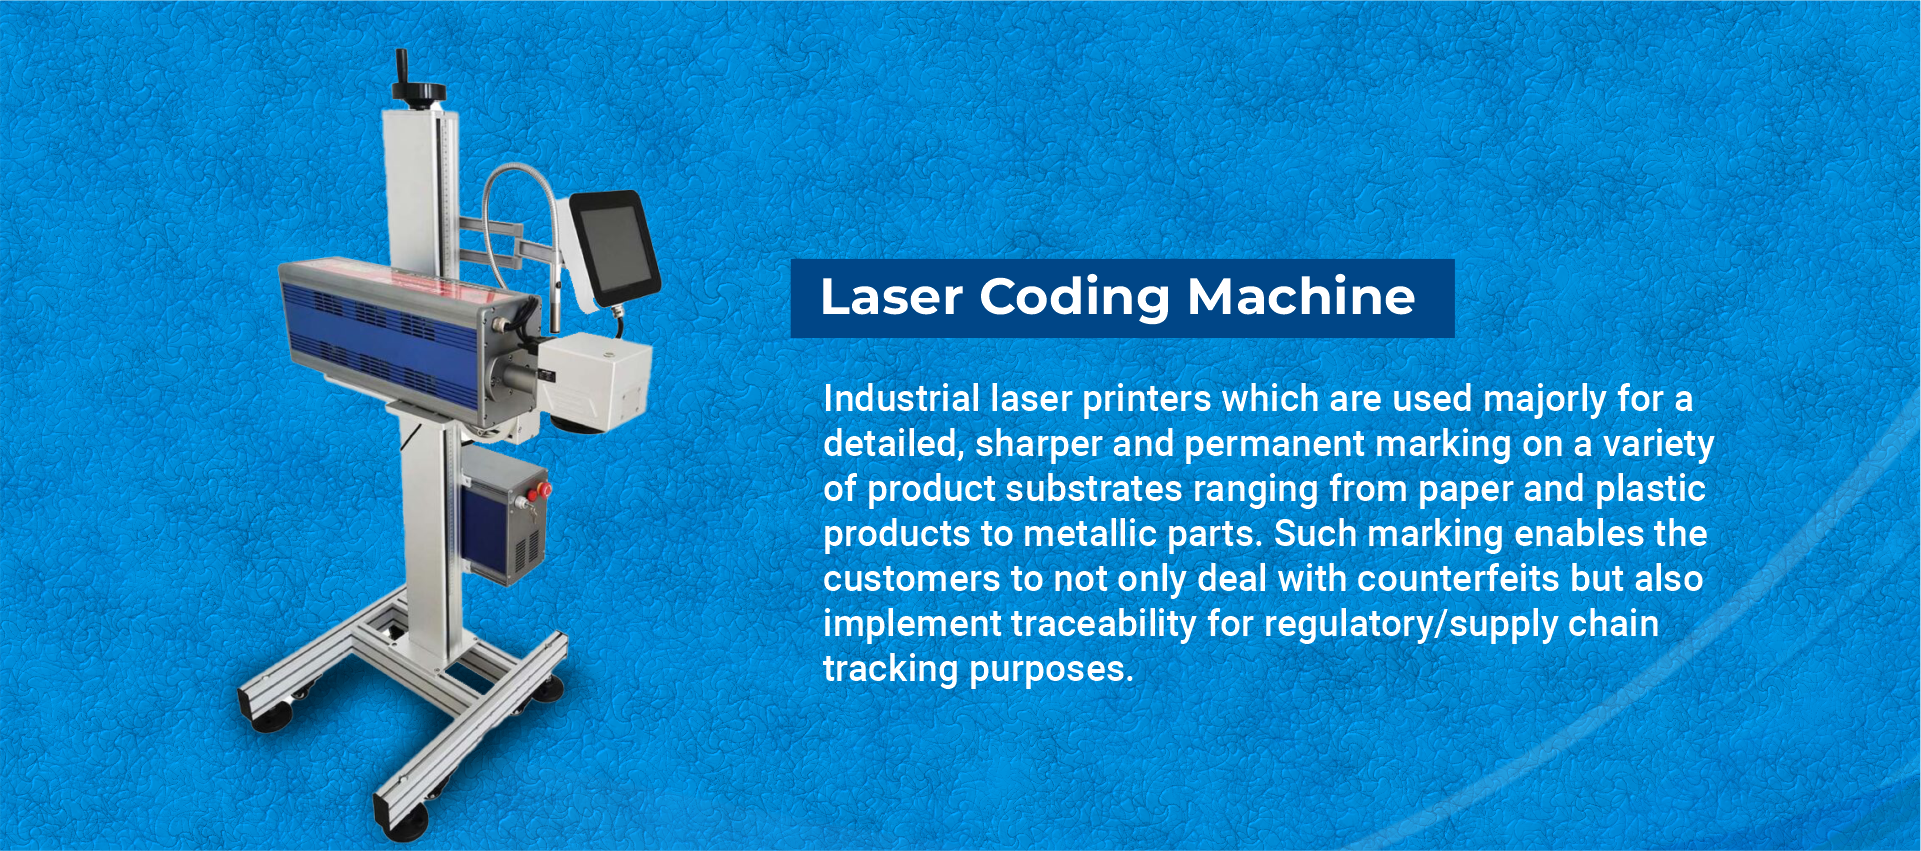 Laser Coding Machine
Industrial laser printers which are used majorly for a
detailed, sharper and permanent marking on a variety
of product substrates ranging from paper and plastic
products to metallic parts. Such marking enables the
customers to not only deal with counterfeits but also
implement traceability for regulatory/supply chain
tracking purposes.